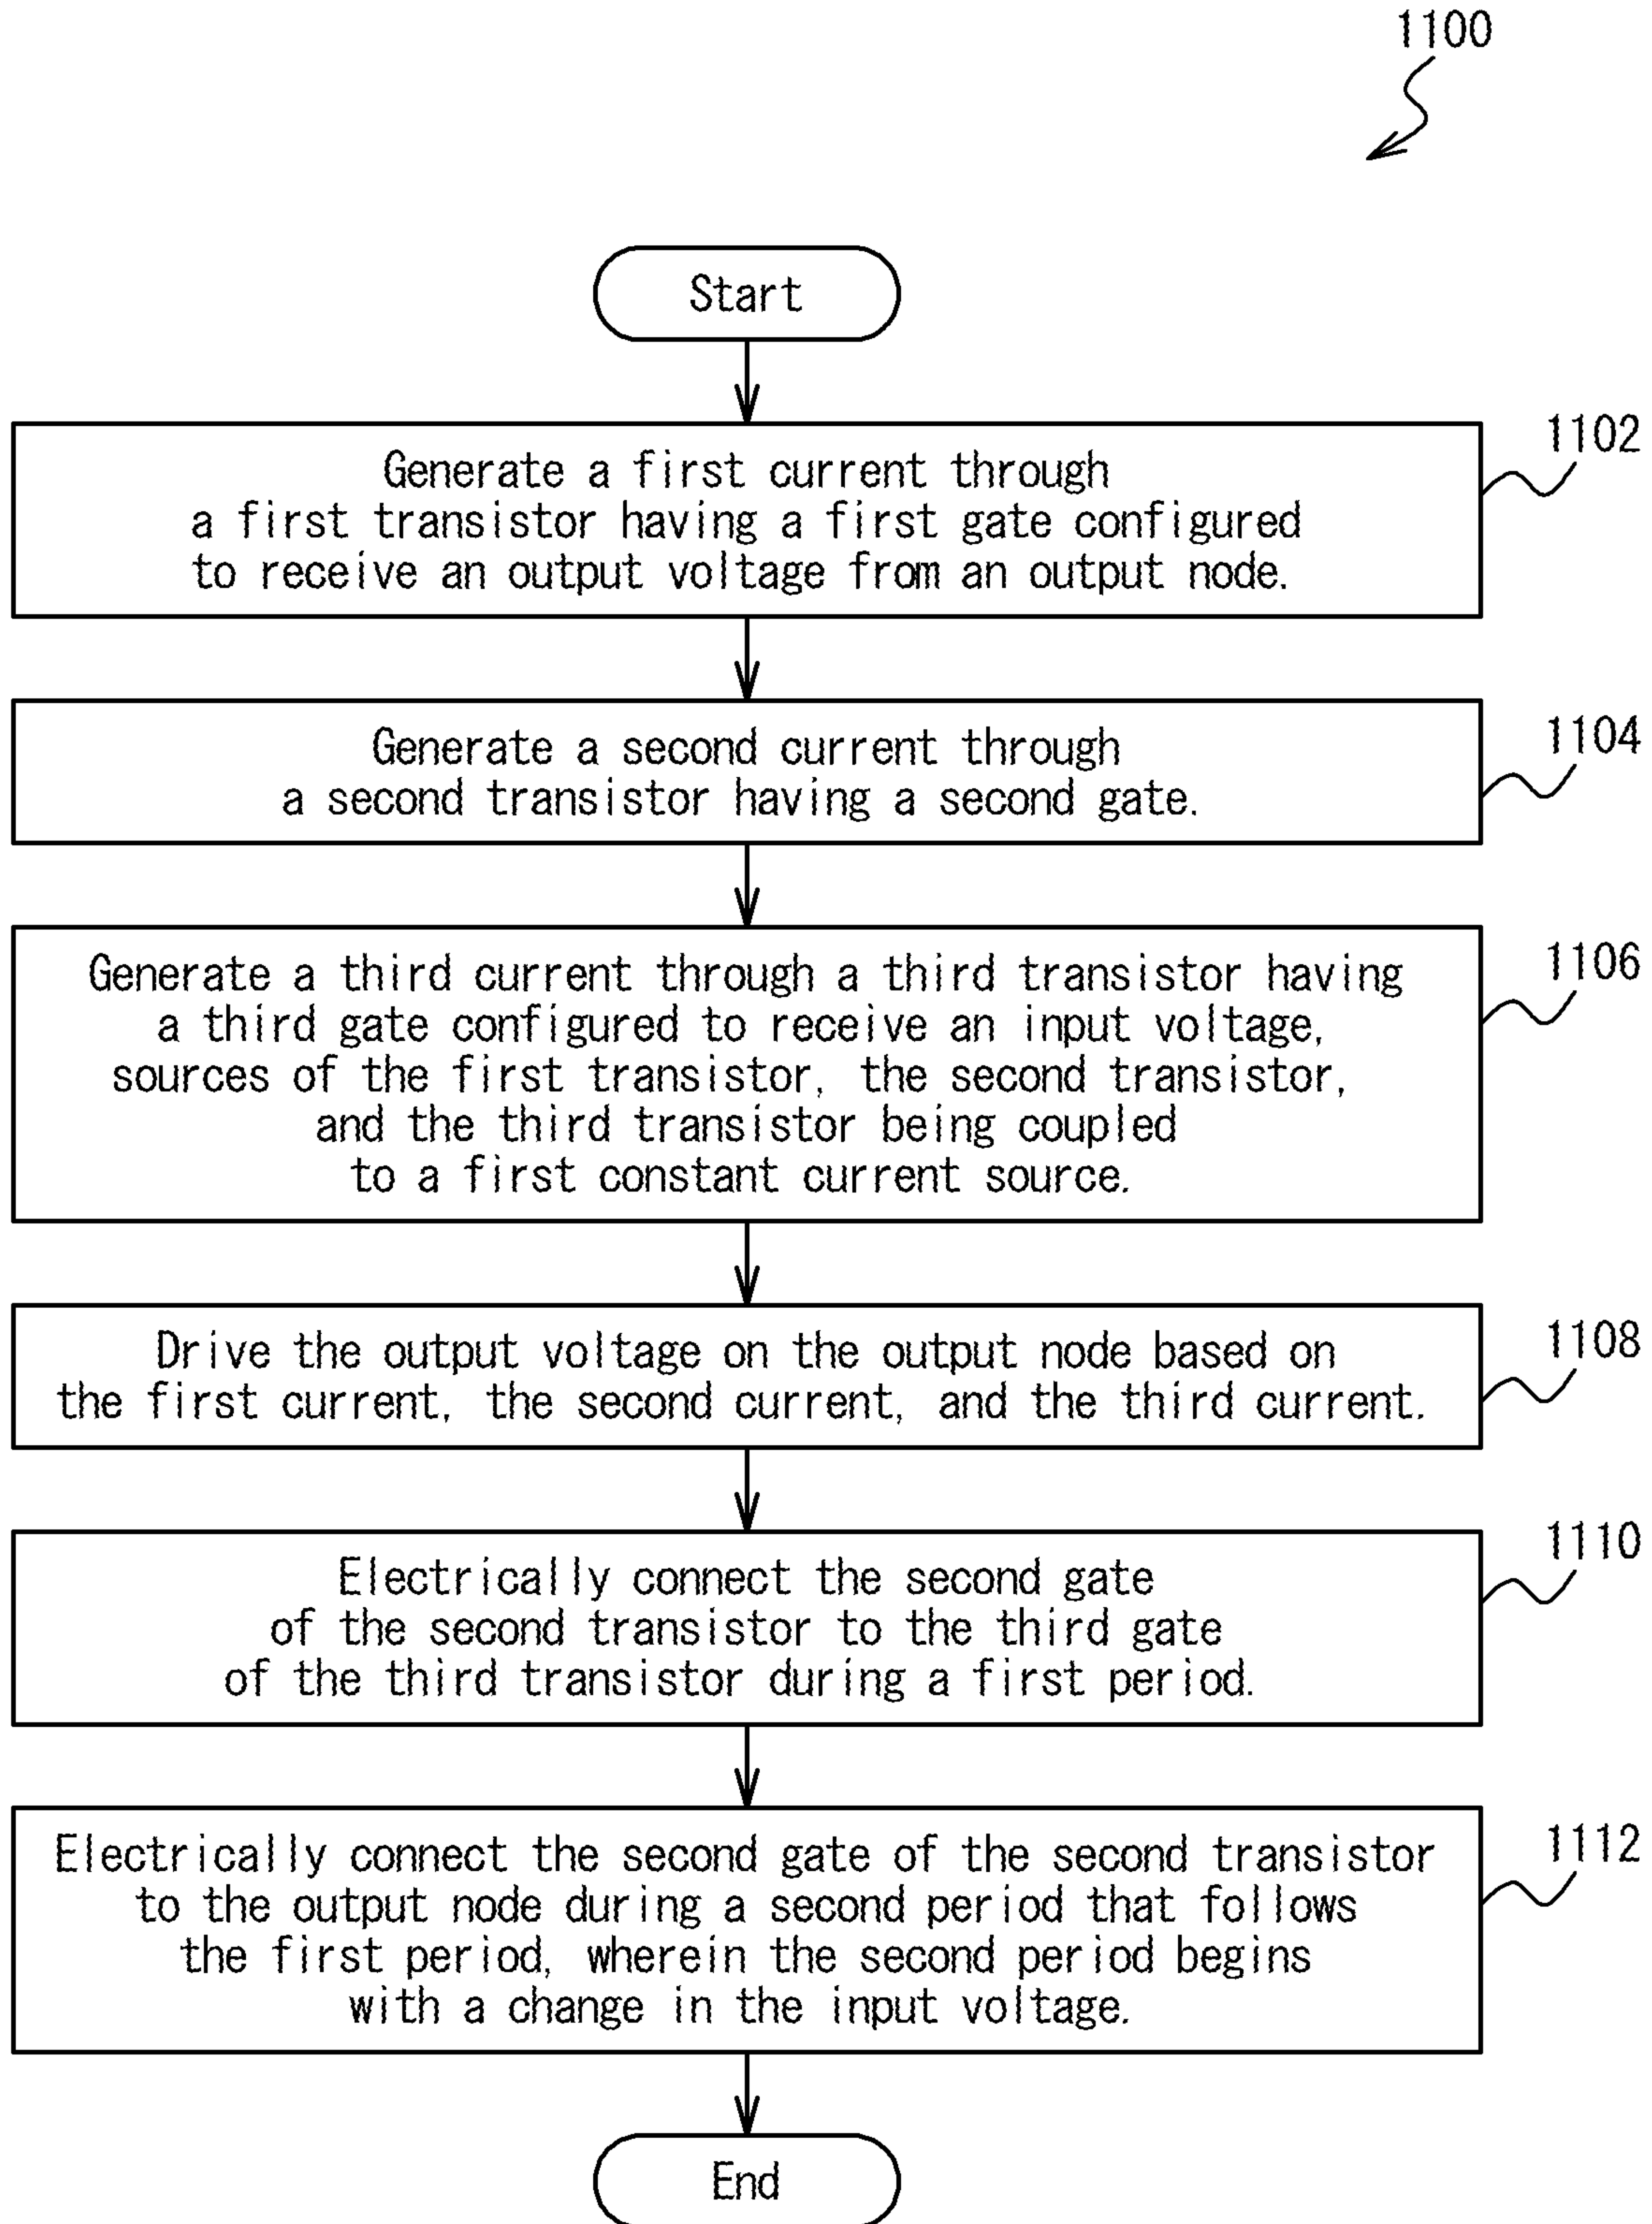 1100
Start
1102
Generate a first current through
a first transistor having a first gate configured
to receive an output voltage from an output node.
1104
Generate a second current through
a second transistor having a second gate.
1106
Generate a third current through a third transistor having
a third gate configured to receive an input voltage,
sources of the first transistor, the second transistor,
and the third transistor being coupled
to a first constant current source.
1108
Drive the output voltage on the output node based on
the first current, the second current, and the third current.
1110
Electrically connect the second gate
of the second transistor to the third gate
of the third transistor during a first period.
1112
Electrically connect the second gate of the second transistor
to the output node during a second period that follows
the first period, wherein the second period begins
with a change in the input voltage.
End